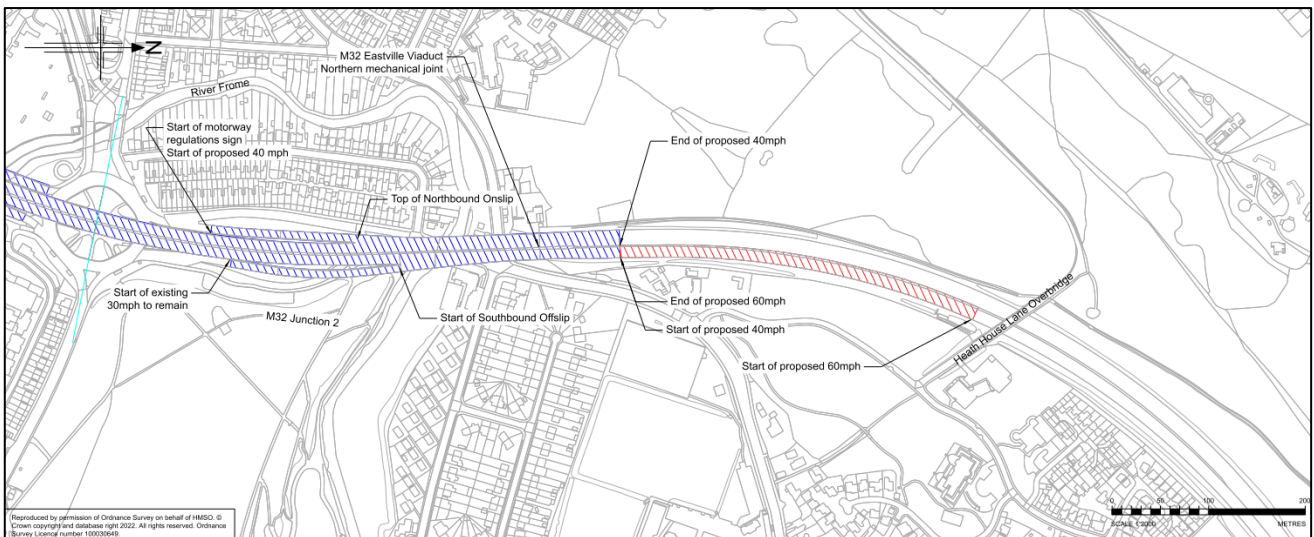 N
M32 Eastville Viaduct
Northern mechanical joint
River Frome
Start of motorway
regulations sign
Start of proposed 40 mph
End of proposed 40mph
Top of Northbound Onslip
Start of existing
30mph to remain
End of proposed 60mph
M32 Junction 2
Start of Southbound Offslip
Start of proposed 40mph
Heath House Lane Overbridge
Start of proposed 60mph
Reproduced by permission of Ordnance Survey on behalf of HMSO. ©
Crown copyright and database right 2022. All rights reserved. Ordnance
Survey Licence number 100030649.
0 50 100 200
SCALE 1:2000 METRES